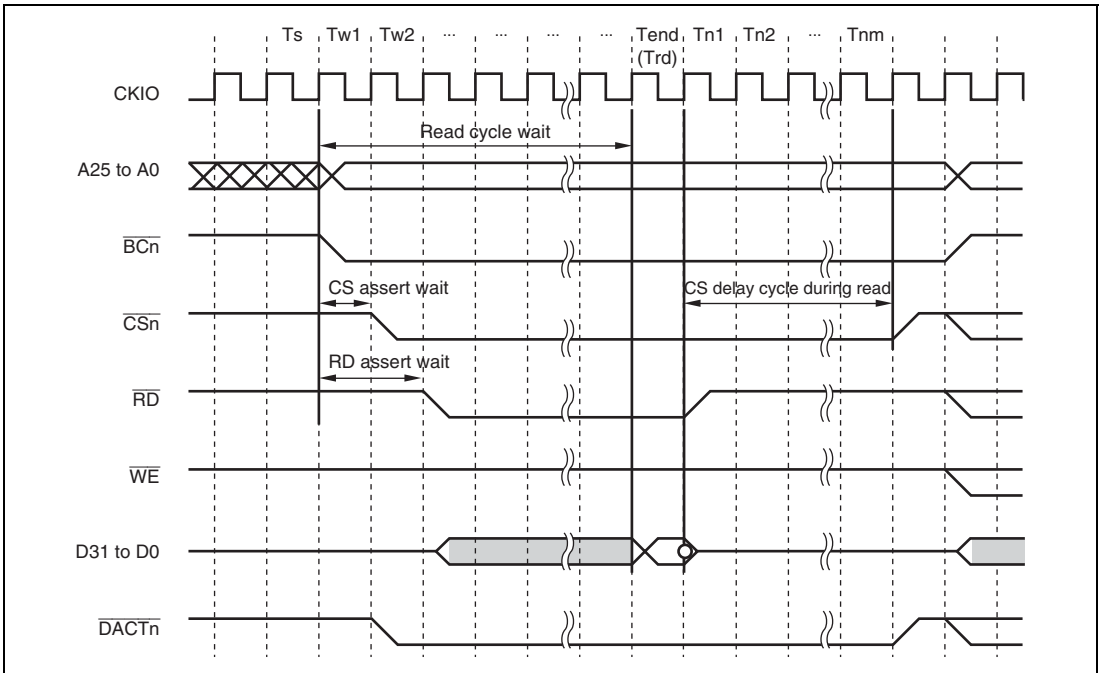 Ts Tw1 Tw2 ... ... ... ... Tend Tn1 Tn2 ... Tnm
(Trd)
CKIO
Read cycle wait
A25 to A0
BCn
CS assert wait
CS delay cycle during read
CSn
RD assert wait
RD
WE
D31 to D0
DACTn